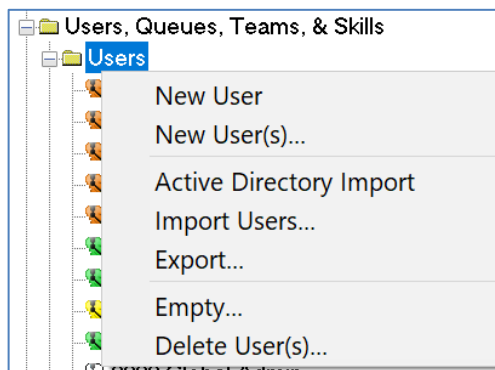 Users, Queues, Teams, & Skills
Users
New User
New User(s)...
Active Directory Import
Import Users...
Export...
Empty...
Delete User(s)...